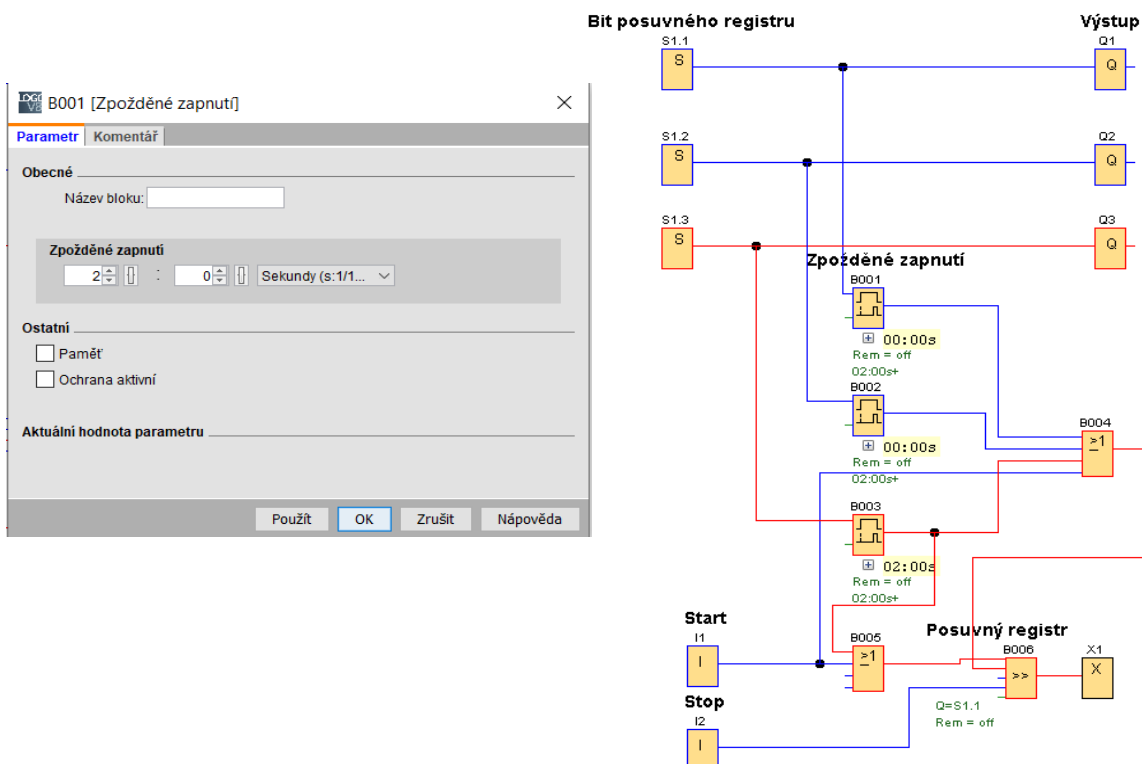 B001 [Zpožděné zapnutí]
Parametr Komentář
Obecné
Název bloku:
Zpožděné zapnutí
2 : 0 Sekundy (s:1/1...
Ostatní
Paměť
Ochrana aktivní
Aktuální hodnota parametru
Použít OK Zrušit Nápověda
Bit posuvného registru Výstup
S1.1 Q1
S Q
S1.2 Q2
S Q
S1.3 Q3
S Q
Zpožděné zapnutí
B001
00:00s
Rem = off
02:00s+
B002
B004
≥1
00:00s
Rem = off
02:00s+
B003
02:00s
Rem = off
02:00s+
Start
Posuvný registr
I1 B005 B006 X1
I ≥1 >> X
Q=S1.1
Rem = off
Stop
I2
I